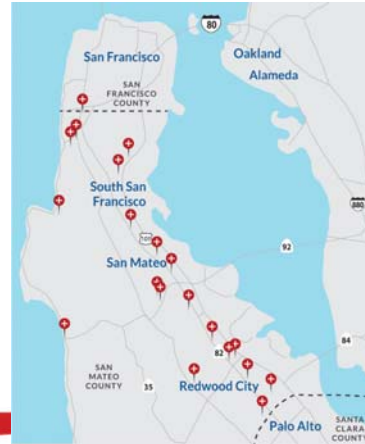 80
San Francisco
Oakland
Alameda
SAN
FRANCISCO
COUNTY
South San
Francisco
880
101
92
San Mateo
82
84
SAN
MATEO
COUNTY
35
Redwood City
Palo Alto
SANTA
CLARA
COUNTY